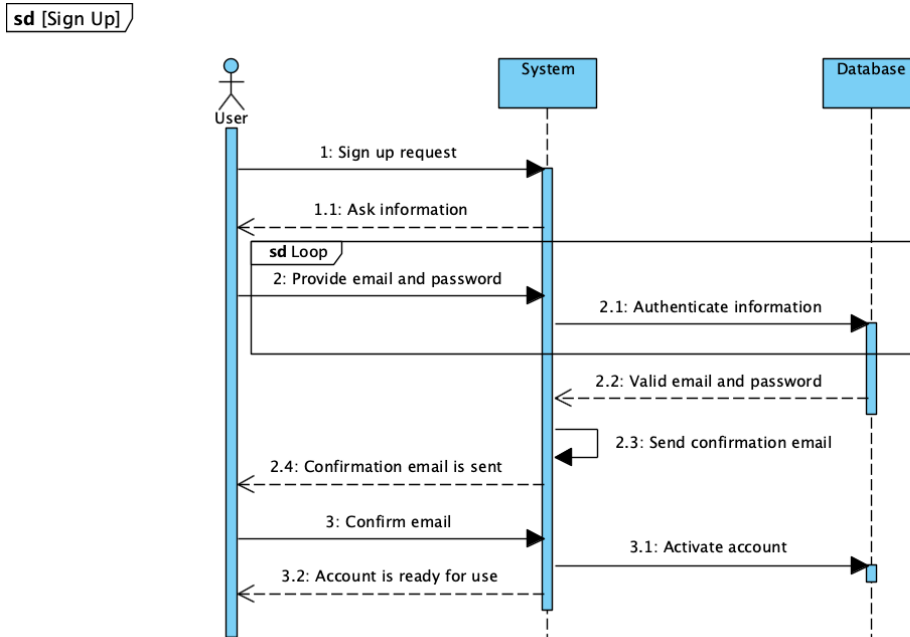 sd [Sign Up]
System
Database
User
1: Sign up request
1.1: Ask information
sd Loop
2: Provide email and password
2.1: Authenticate information
2.2: Valid email and password
2.3: Send confirmation email
2.4: Confirmation email is sent
3: Confirm email
3.1: Activate account
3.2: Account is ready for use